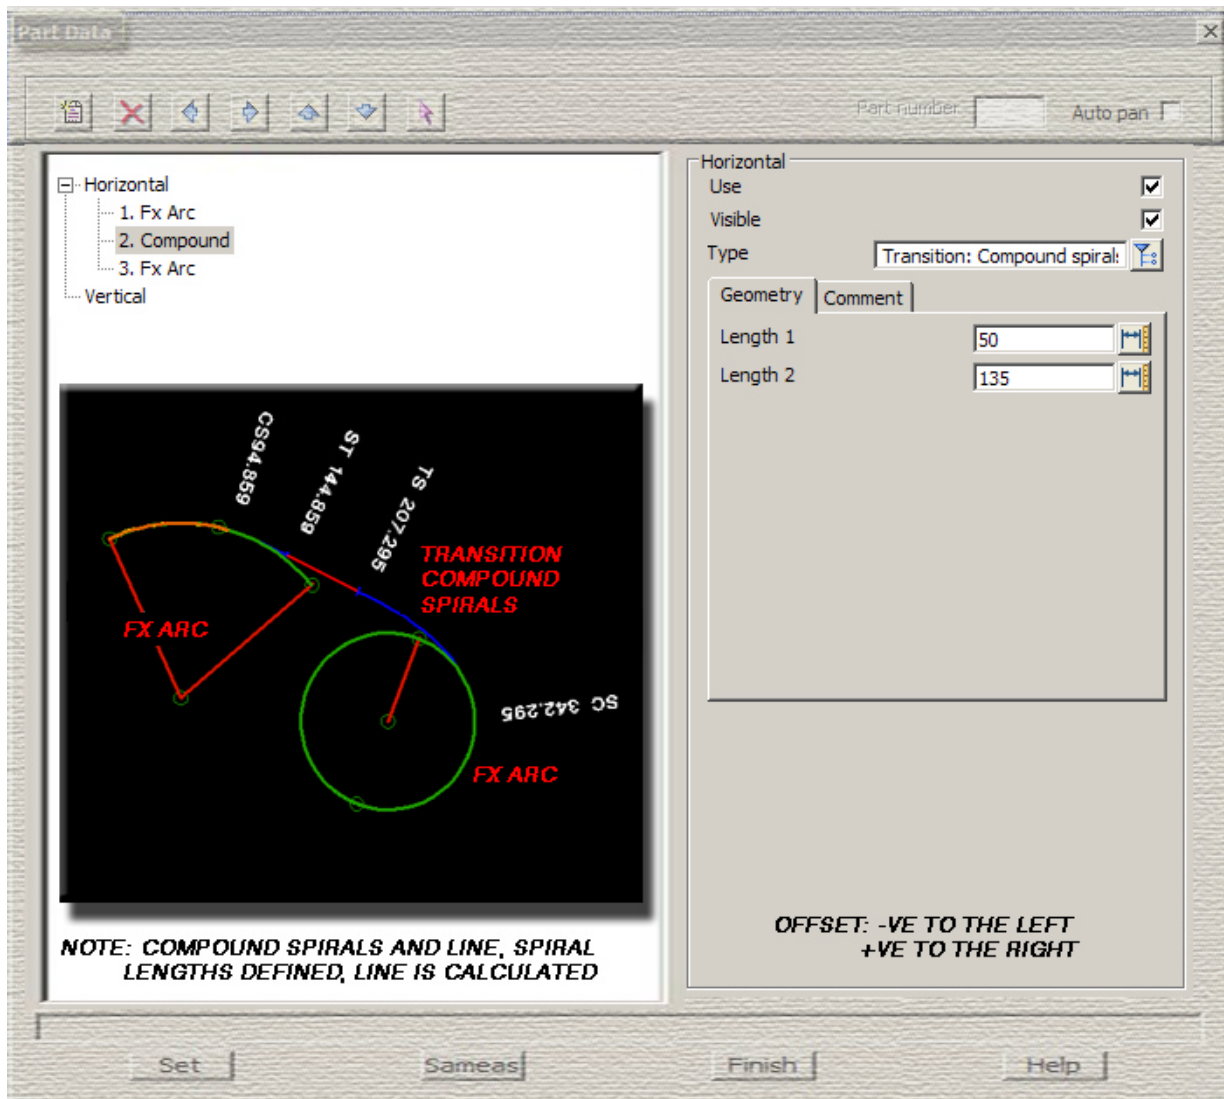 Part Data
Part number
Auto pan
Horizontal
1. Fx Arc
2. Compound
3. Fx Arc
Vertical
CS94.859
ST 144.859
TS 207.295
TRANSITION
COMPOUND
SPIRALS
FX ARC
SC 342.295
FX ARC
NOTE: COMPOUND SPIRALS AND LINE, SPIRAL
LENGTHS DEFINED, LINE IS CALCULATED
Horizontal
Use
Visible
Type
Transition: Compound spirals
Geometry
Comment
Length 1
50
Length 2
135
OFFSET: -VE TO THE LEFT
+VE TO THE RIGHT
Set
Sameas
Finish
Help